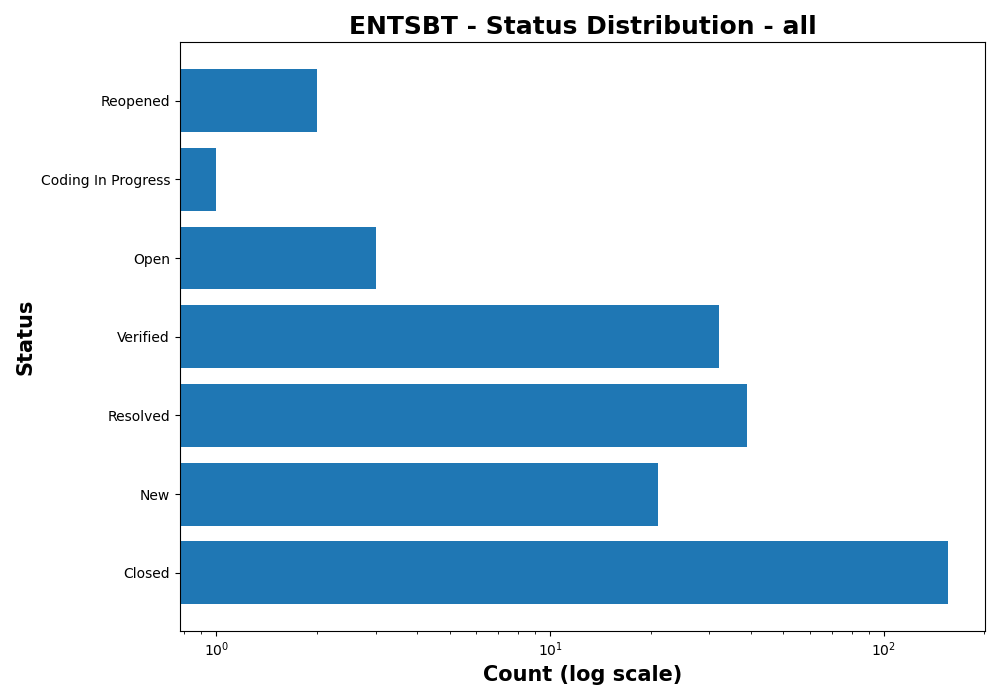 ENTSBT - Status Distribution - all
Reopened
Coding In Progress
Open
Verified
Resolved
New
Closed
Status
10⁰ 10¹ 10²
Count (log scale)